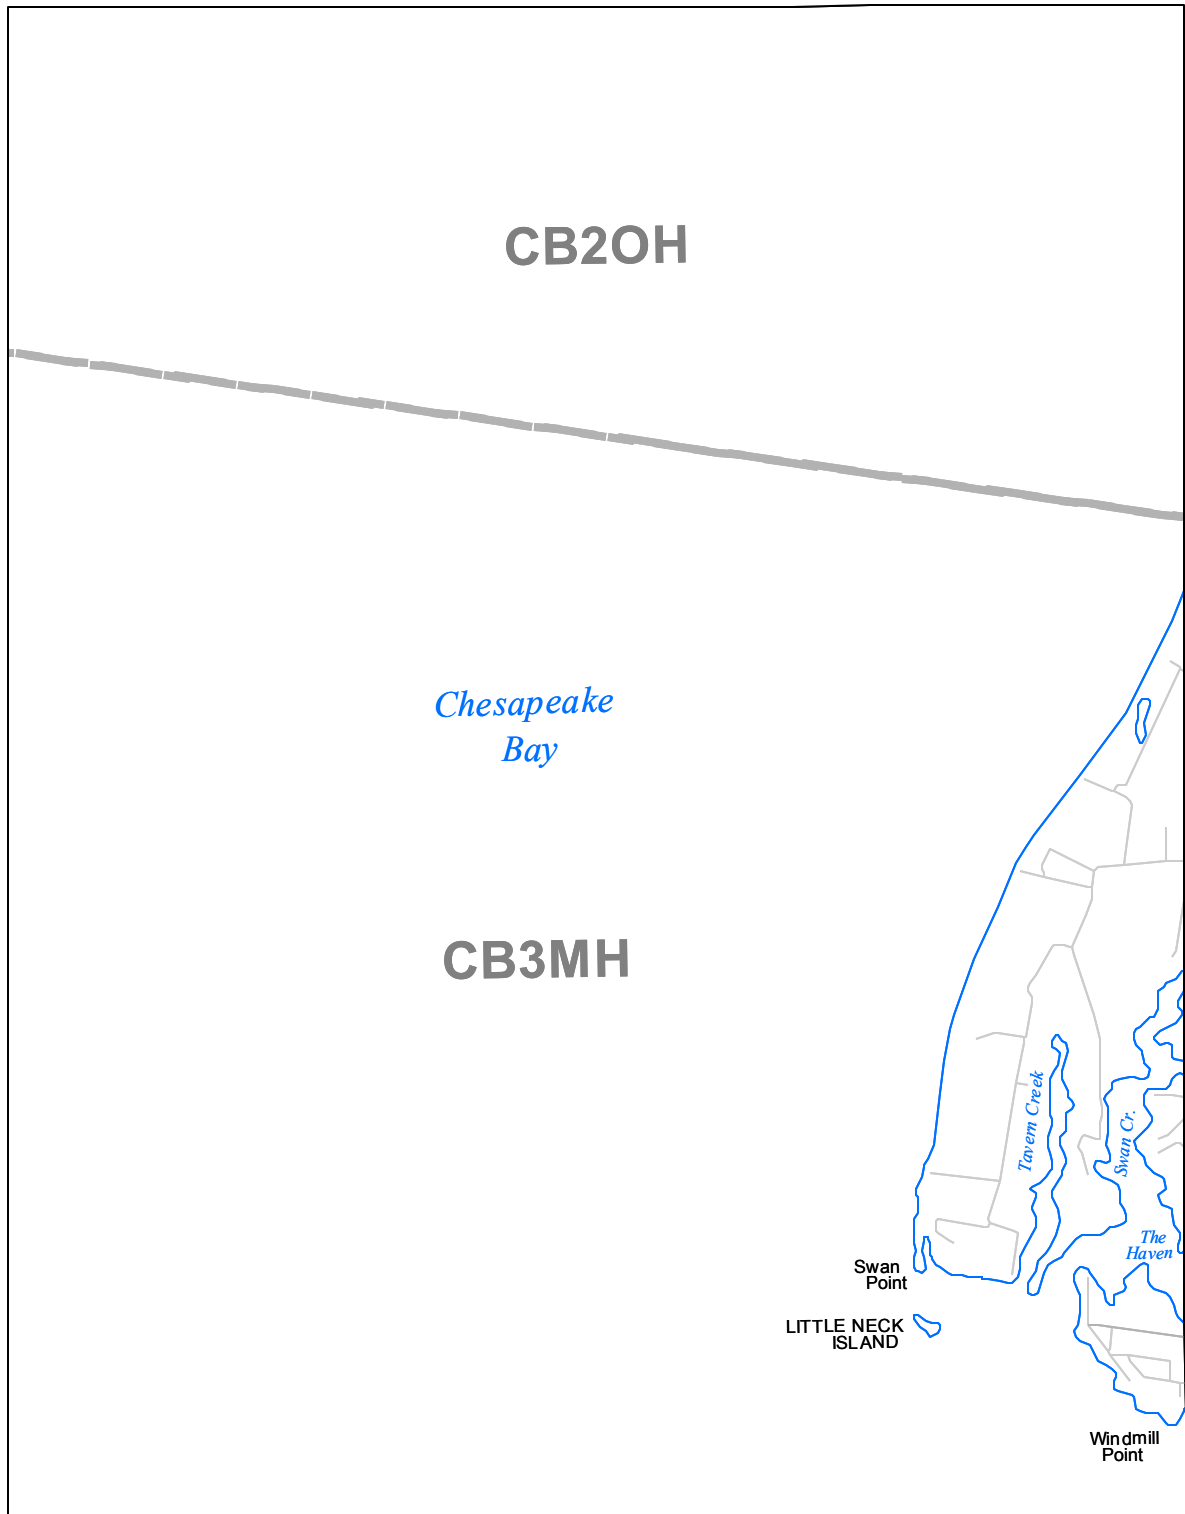 CB2OH
Chesapeake
Bay
CB3MH
Tavern Creek
Swan Cr.
The
Haven
Swan
Point
LITTLE NECK
ISLAND
Windmill
Point